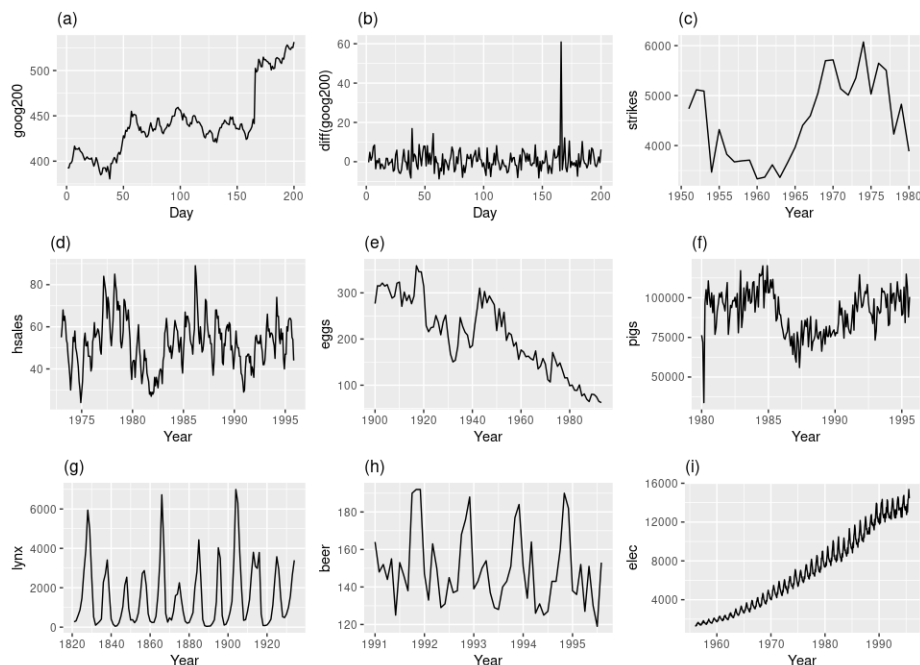 (a)
goog200
500
450
400
0
50
100
150
200
Day
(b)
diff(goog200)
60
40
20
0
0
50
100
150
200
Day
(c)
strikes
6000
5000
4000
1950
1955
1960
1965
1970
1975
1980
Year
(d)
hsales
80
60
40
1975
1980
1985
1990
1995
Year
(e)
eggs
300
200
100
1900
1920
1940
1960
1980
Year
(f)
pigs
100000
75000
50000
1980
1985
1990
1995
Year
(g)
lynx
6000
4000
2000
0
1820
1840
1860
1880
1900
1920
Year
(h)
beer
180
160
140
120
1991
1992
1993
1994
1995
Year
(i)
elec
16000
12000
8000
4000
1960
1970
1980
1990
Year